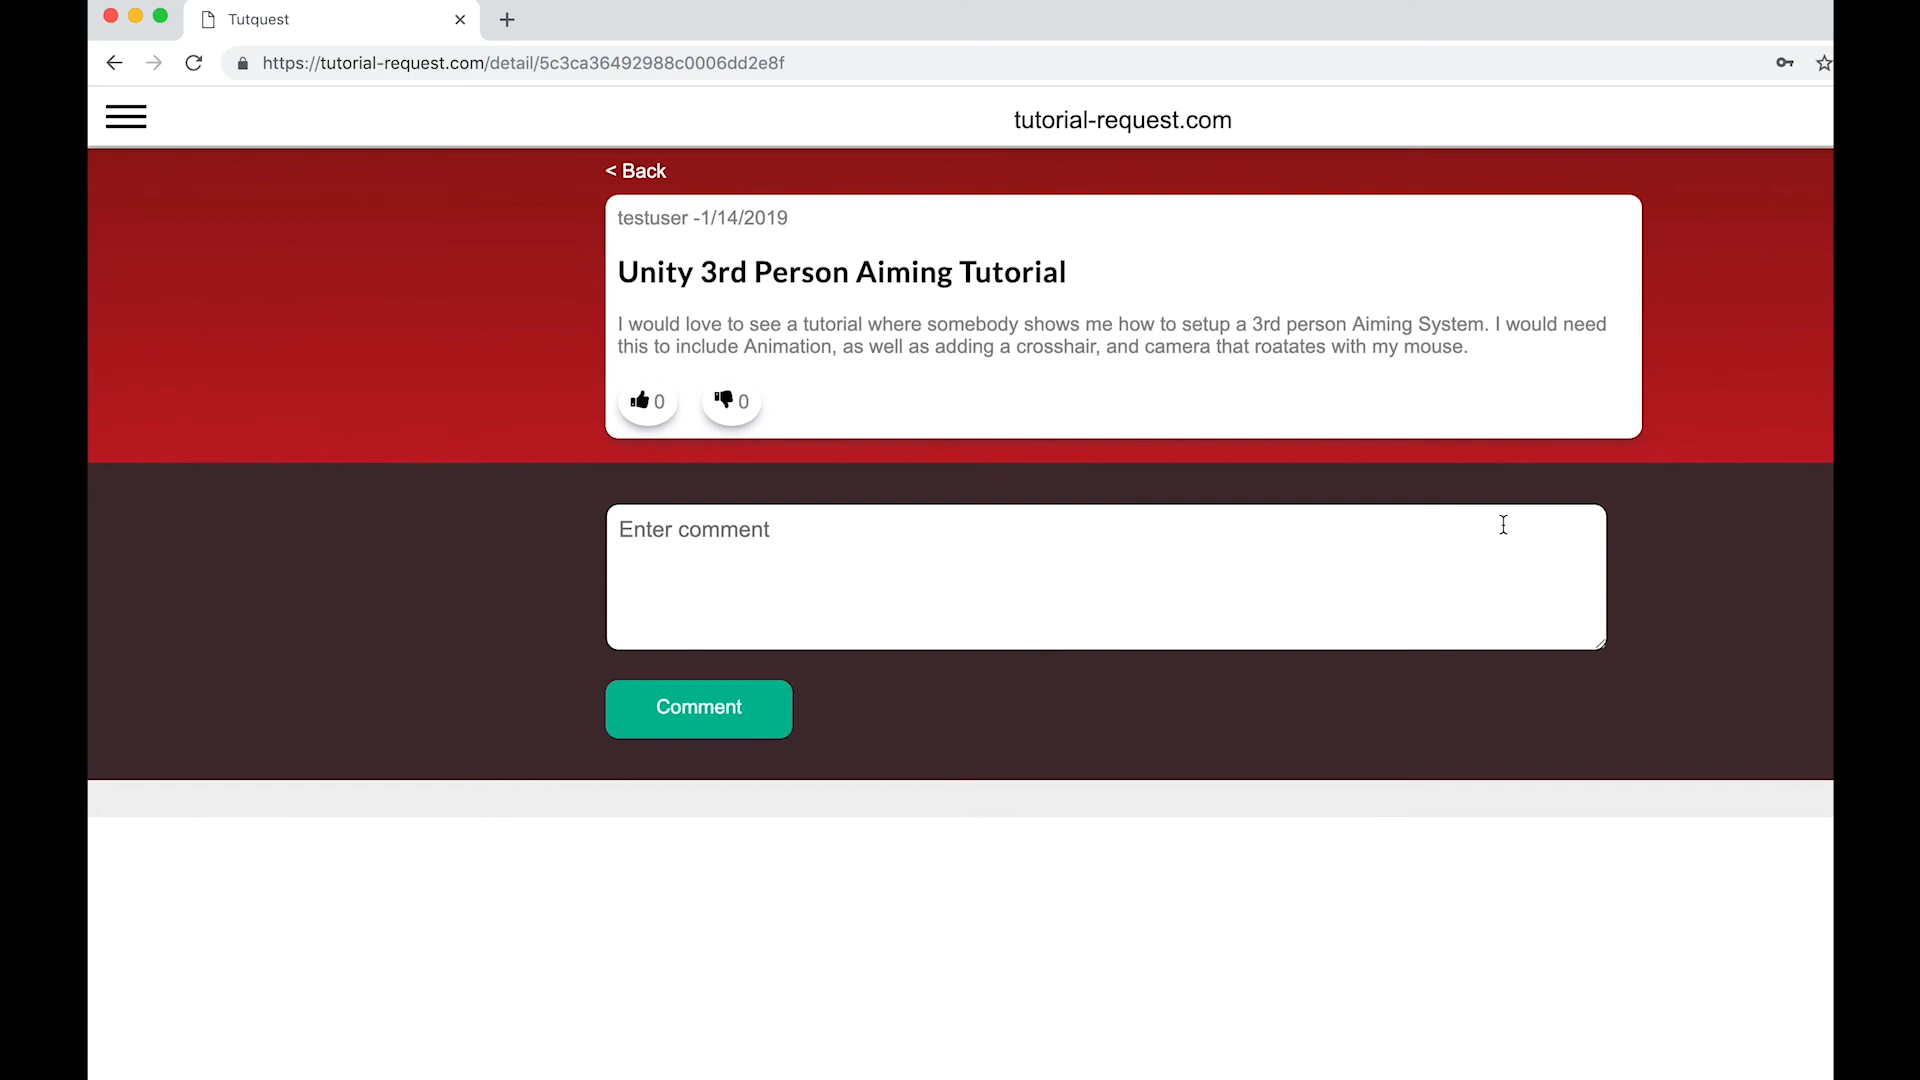 Tutquest
https://tutorial-request.com/detail/5c3ca36492988c0006dd2e8f
tutorial-request.com
< Back
testuser -1/14/2019
Unity 3rd Person Aiming Tutorial
I would love to see a tutorial where somebody shows me how to setup a 3rd person Aiming System. I would need
this to include Animation, as well as adding a crosshair, and camera that roatates with my mouse.
0 0
Enter comment
Comment